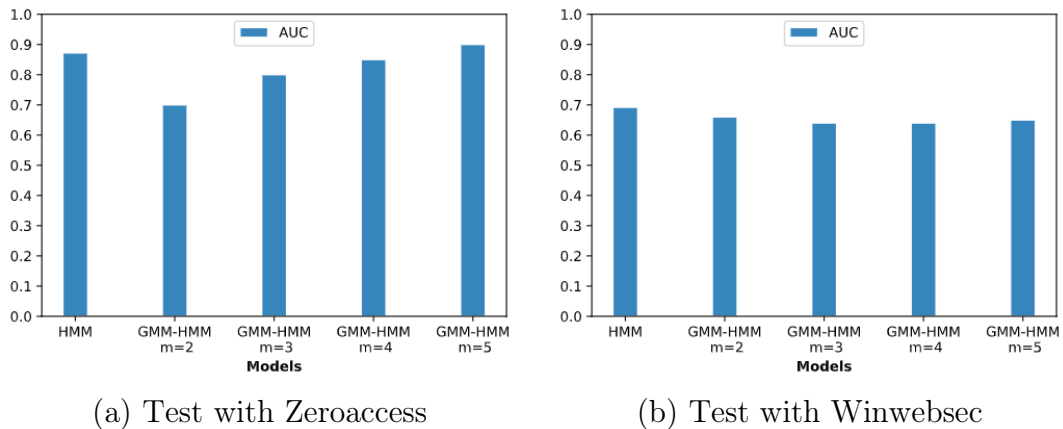 1.0
0.9
0.8
0.7
0.6
0.5
0.4
0.3
0.2
0.1
0.0
AUC
HMM
GMM-HMM
m=2
GMM-HMM
m=3
GMM-HMM
m=4
GMM-HMM
m=5
Models
(a) Test with Zeroaccess
1.0
0.9
0.8
0.7
0.6
0.5
0.4
0.3
0.2
0.1
0.0
AUC
HMM
GMM-HMM
m=2
GMM-HMM
m=3
GMM-HMM
m=4
GMM-HMM
m=5
Models
(b) Test with Winwebsec